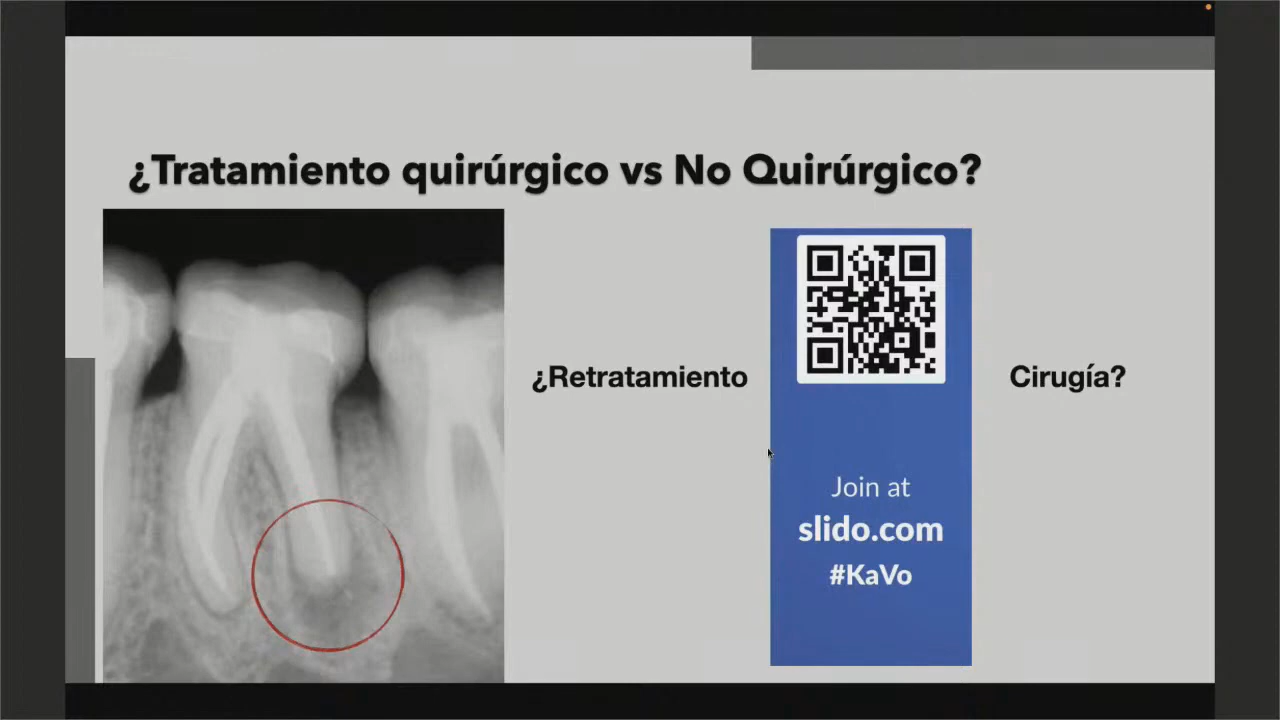 ¿Tratamiento quirúrgico vs No Quirúrgico?
¿Retratamiento
Cirugía?
Join at
slido.com
#KaVo